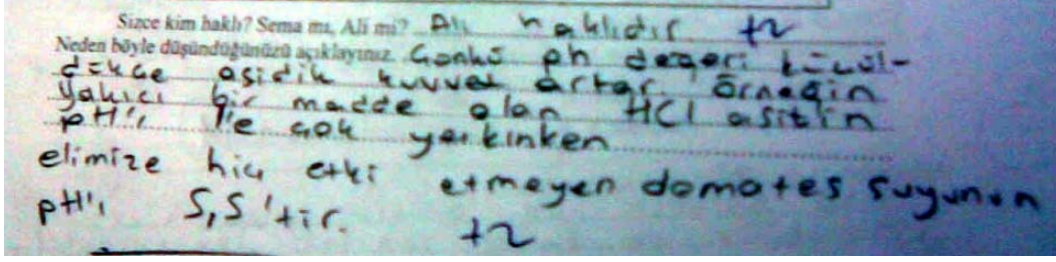 Sizce kim haklı? Sema mı, Ali mi? Ali haklıdır +2
Neden böyle düşündüğünüzü açıklayınız. Çünkü ph değeri küçül-
dükçe asidik kuvvet artar. Örneğin
Yakıcı bir madde olan HCl asitin
pH'ı 1'e çok yakınken
elimize hiç etki etmeyen domates suyunun
pH'ı 5,5'tir. +2